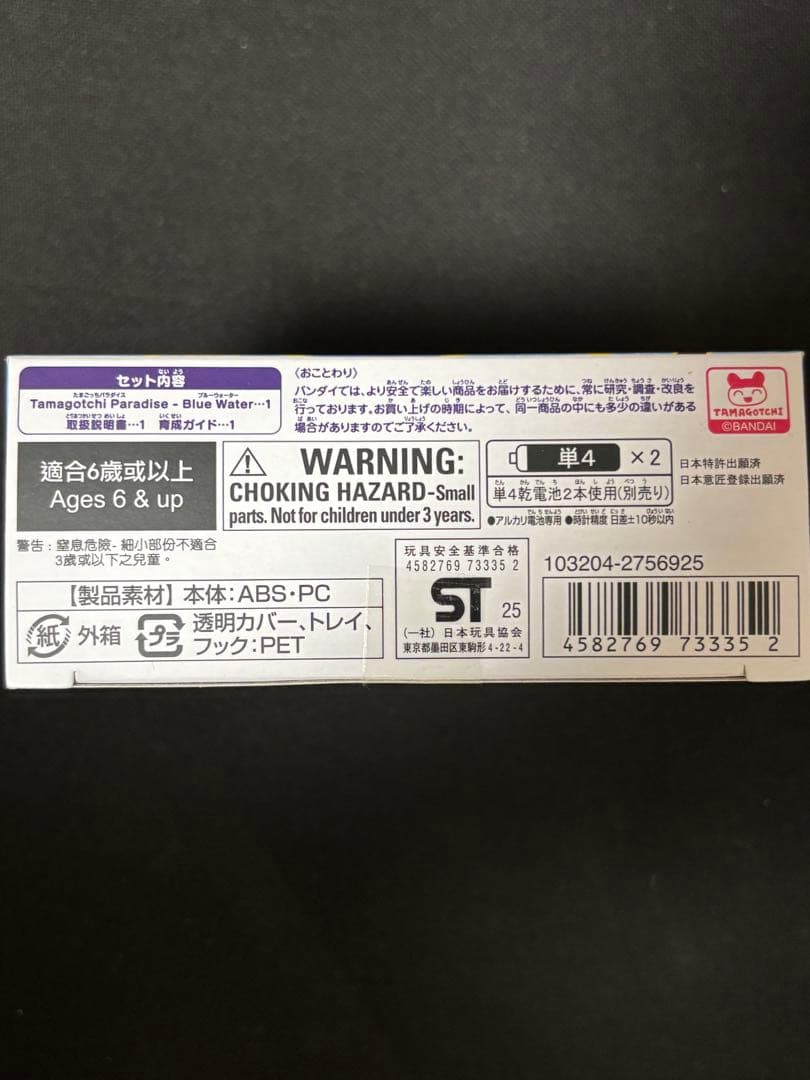 セット内容
Tamagotchi Paradise - Blue Water…1
取扱説明書…1 育成ガイド…1
〈おことわり〉
バンダイでは、より安全で楽しい商品をお届けするために、常に研究・調査・改良を
行っております。お買い上げの時期によって、同一商品の中にも多少の違いがある
場合がありますのでご了承ください。
TAMAGOTCHI
©BANDAI
適合6歲或以上
Ages 6 & up
警告:窒息危險-細小部份不適合
3歲或以下之兒童。
WARNING:
CHOKING HAZARD-Small
parts. Not for children under 3 years.
単4 ×2
単4乾電池2本使用(別売り)
●アルカリ電池専用 ●時計精度 日差±10秒以内
日本特許出願済
日本意匠登録出願済
【製品素材】本体:ABS・PC
紙 外箱
プラ 透明カバー、トレイ、
フック:PET
玩具安全基準合格
4582769 73335 2
ST 25
(一社)日本玩具協会
東京都墨田区東駒形4-22-4
103204-2756925
4 582769 733352